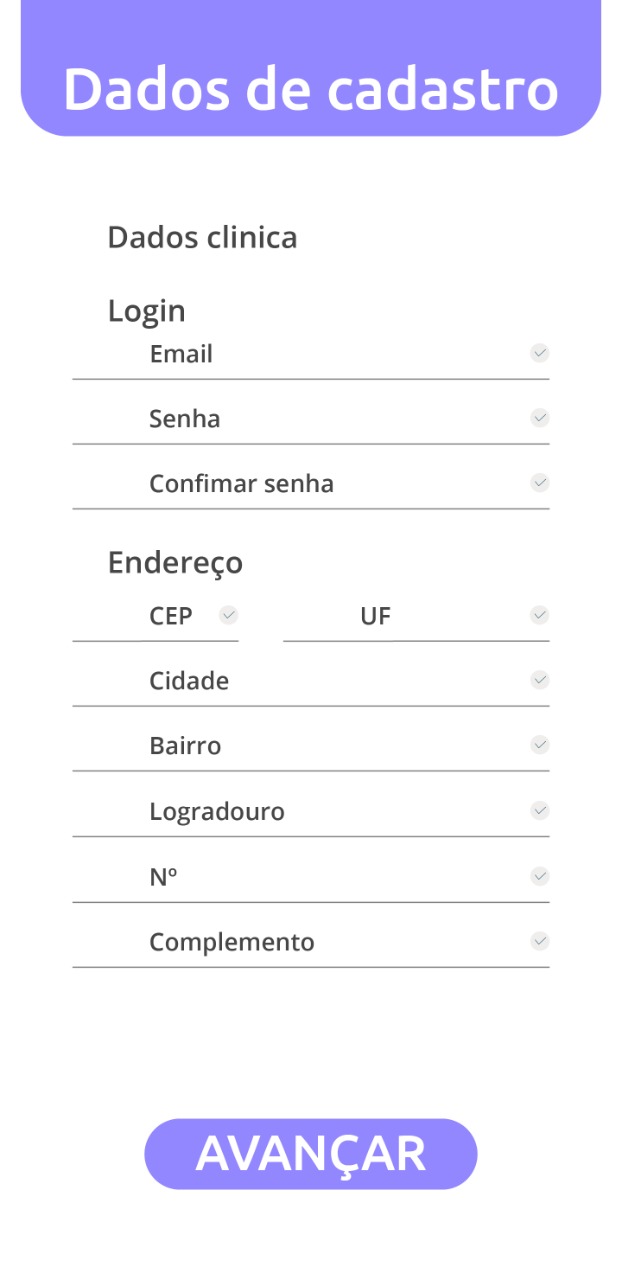 Dados de cadastro
Dados clinica
Login
Email
Senha
Confimar senha
Endereço
CEP UF
Cidade
Bairro
Logradouro
Nº
Complemento
AVANÇAR